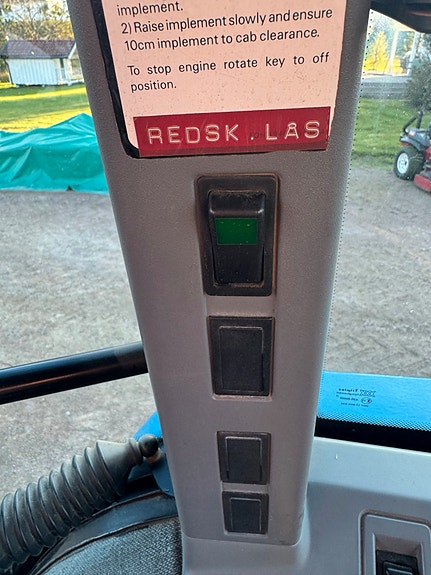 implement.
2) Raise implement slowly and ensure
10cm implement to cab clearance.
To stop engine rotate key to off
position.
REDSK. LÅS